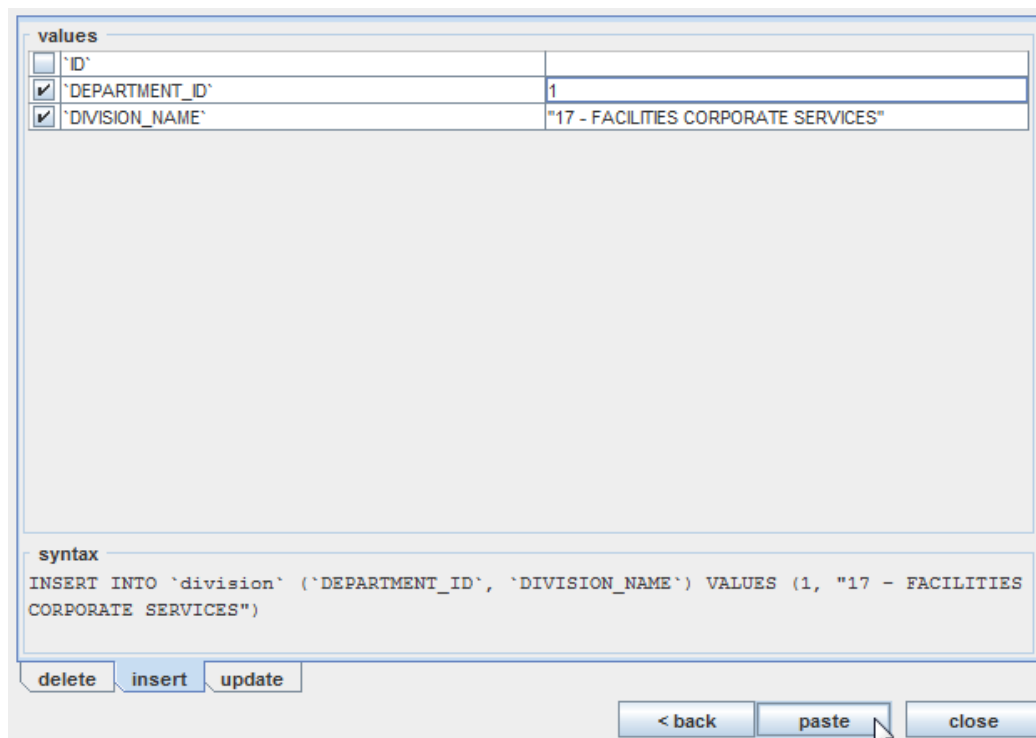 values
`ID`
`DEPARTMENT_ID` 1
`DIVISION_NAME` "17 - FACILITIES CORPORATE SERVICES"
syntax
INSERT INTO `division` (`DEPARTMENT_ID`, `DIVISION_NAME`) VALUES (1, "17 - FACILITIES
CORPORATE SERVICES")
delete insert update
< back paste close